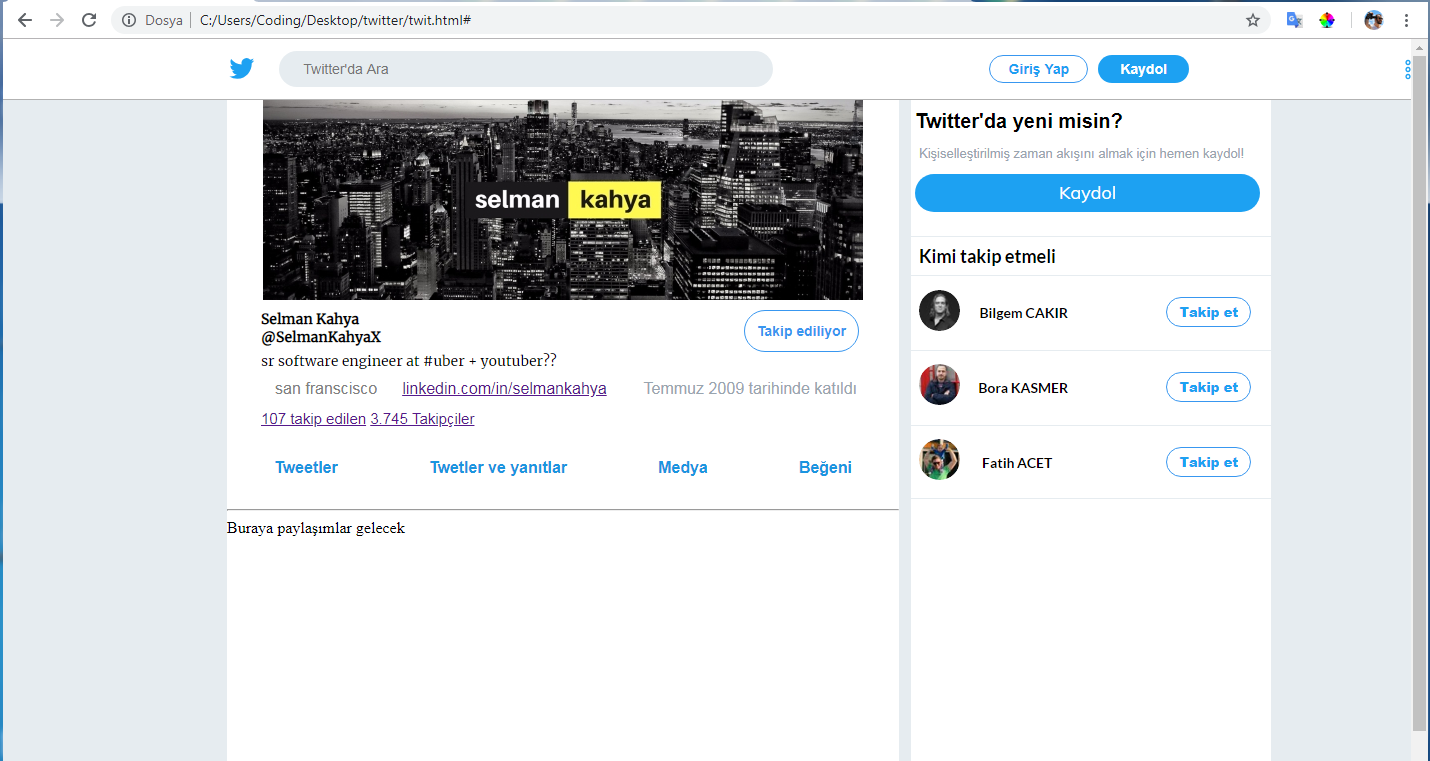 Dosya C:/Users/Coding/Desktop/twitter/twit.html#
Twitter'da Ara
Giriş Yap
Kaydol
selman kahya
Selman Kahya
@SelmanKahyaX
Takip ediliyor
sr software engineer at #uber + youtuber??
san franscisco linkedin.com/in/selmankahya Temmuz 2009 tarihinde katıldı
107 takip edilen 3.745 Takipçiler
Tweetler Twetler ve yanıtlar Medya Beğeni
Buraya paylaşımlar gelecek
Twitter'da yeni misin?
Kişiselleştirilmiş zaman akışını almak için hemen kaydol!
Kaydol
Kimi takip etmeli
Bilgem CAKIR Takip et
Bora KASMER Takip et
Fatih ACET Takip et